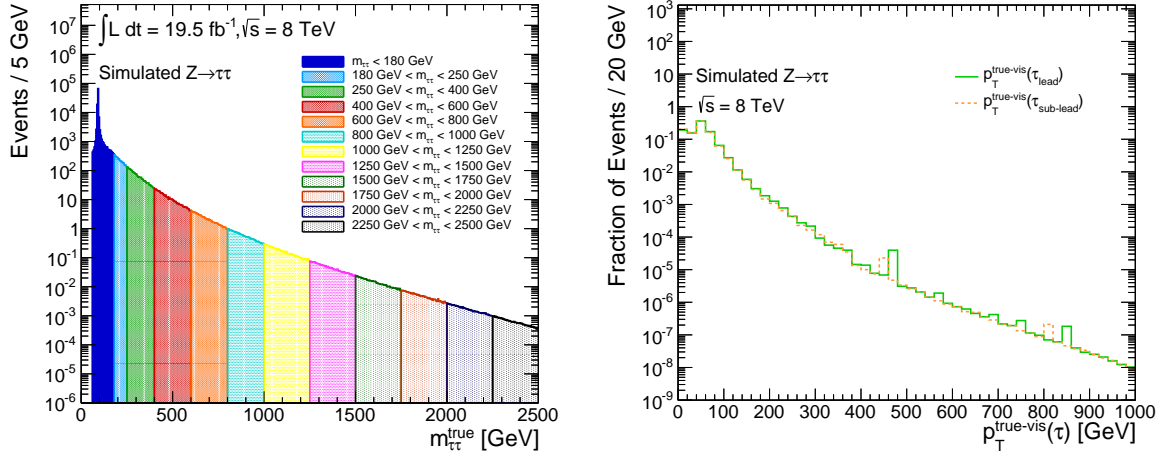 Events / 5 GeV
10⁷
10⁶
10⁵
10⁴
10³
10²
10
1
10⁻¹
10⁻²
10⁻³
10⁻⁴
10⁻⁵
10⁻⁶
∫L dt = 19.5 fb⁻¹,√s = 8 TeV
Simulated Z→ττ
m_ττ < 180 GeV
180 GeV < m_ττ < 250 GeV
250 GeV < m_ττ < 400 GeV
400 GeV < m_ττ < 600 GeV
600 GeV < m_ττ < 800 GeV
800 GeV < m_ττ < 1000 GeV
1000 GeV < m_ττ < 1250 GeV
1250 GeV < m_ττ < 1500 GeV
1500 GeV < m_ττ < 1750 GeV
1750 GeV < m_ττ < 2000 GeV
2000 GeV < m_ττ < 2250 GeV
2250 GeV < m_ττ < 2500 GeV
0 500 1000 1500 2000 2500
m_ττ^true [GeV]
Fraction of Events / 20 GeV
10³
10²
10
1
10⁻¹
10⁻²
10⁻³
10⁻⁴
10⁻⁵
10⁻⁶
10⁻⁷
10⁻⁸
10⁻⁹
Simulated Z→ττ
√s = 8 TeV
p_T^true-vis(τ_lead)
p_T^true-vis(τ_sub-lead)
0 200 400 600 800 1000
p_T^true-vis(τ) [GeV]